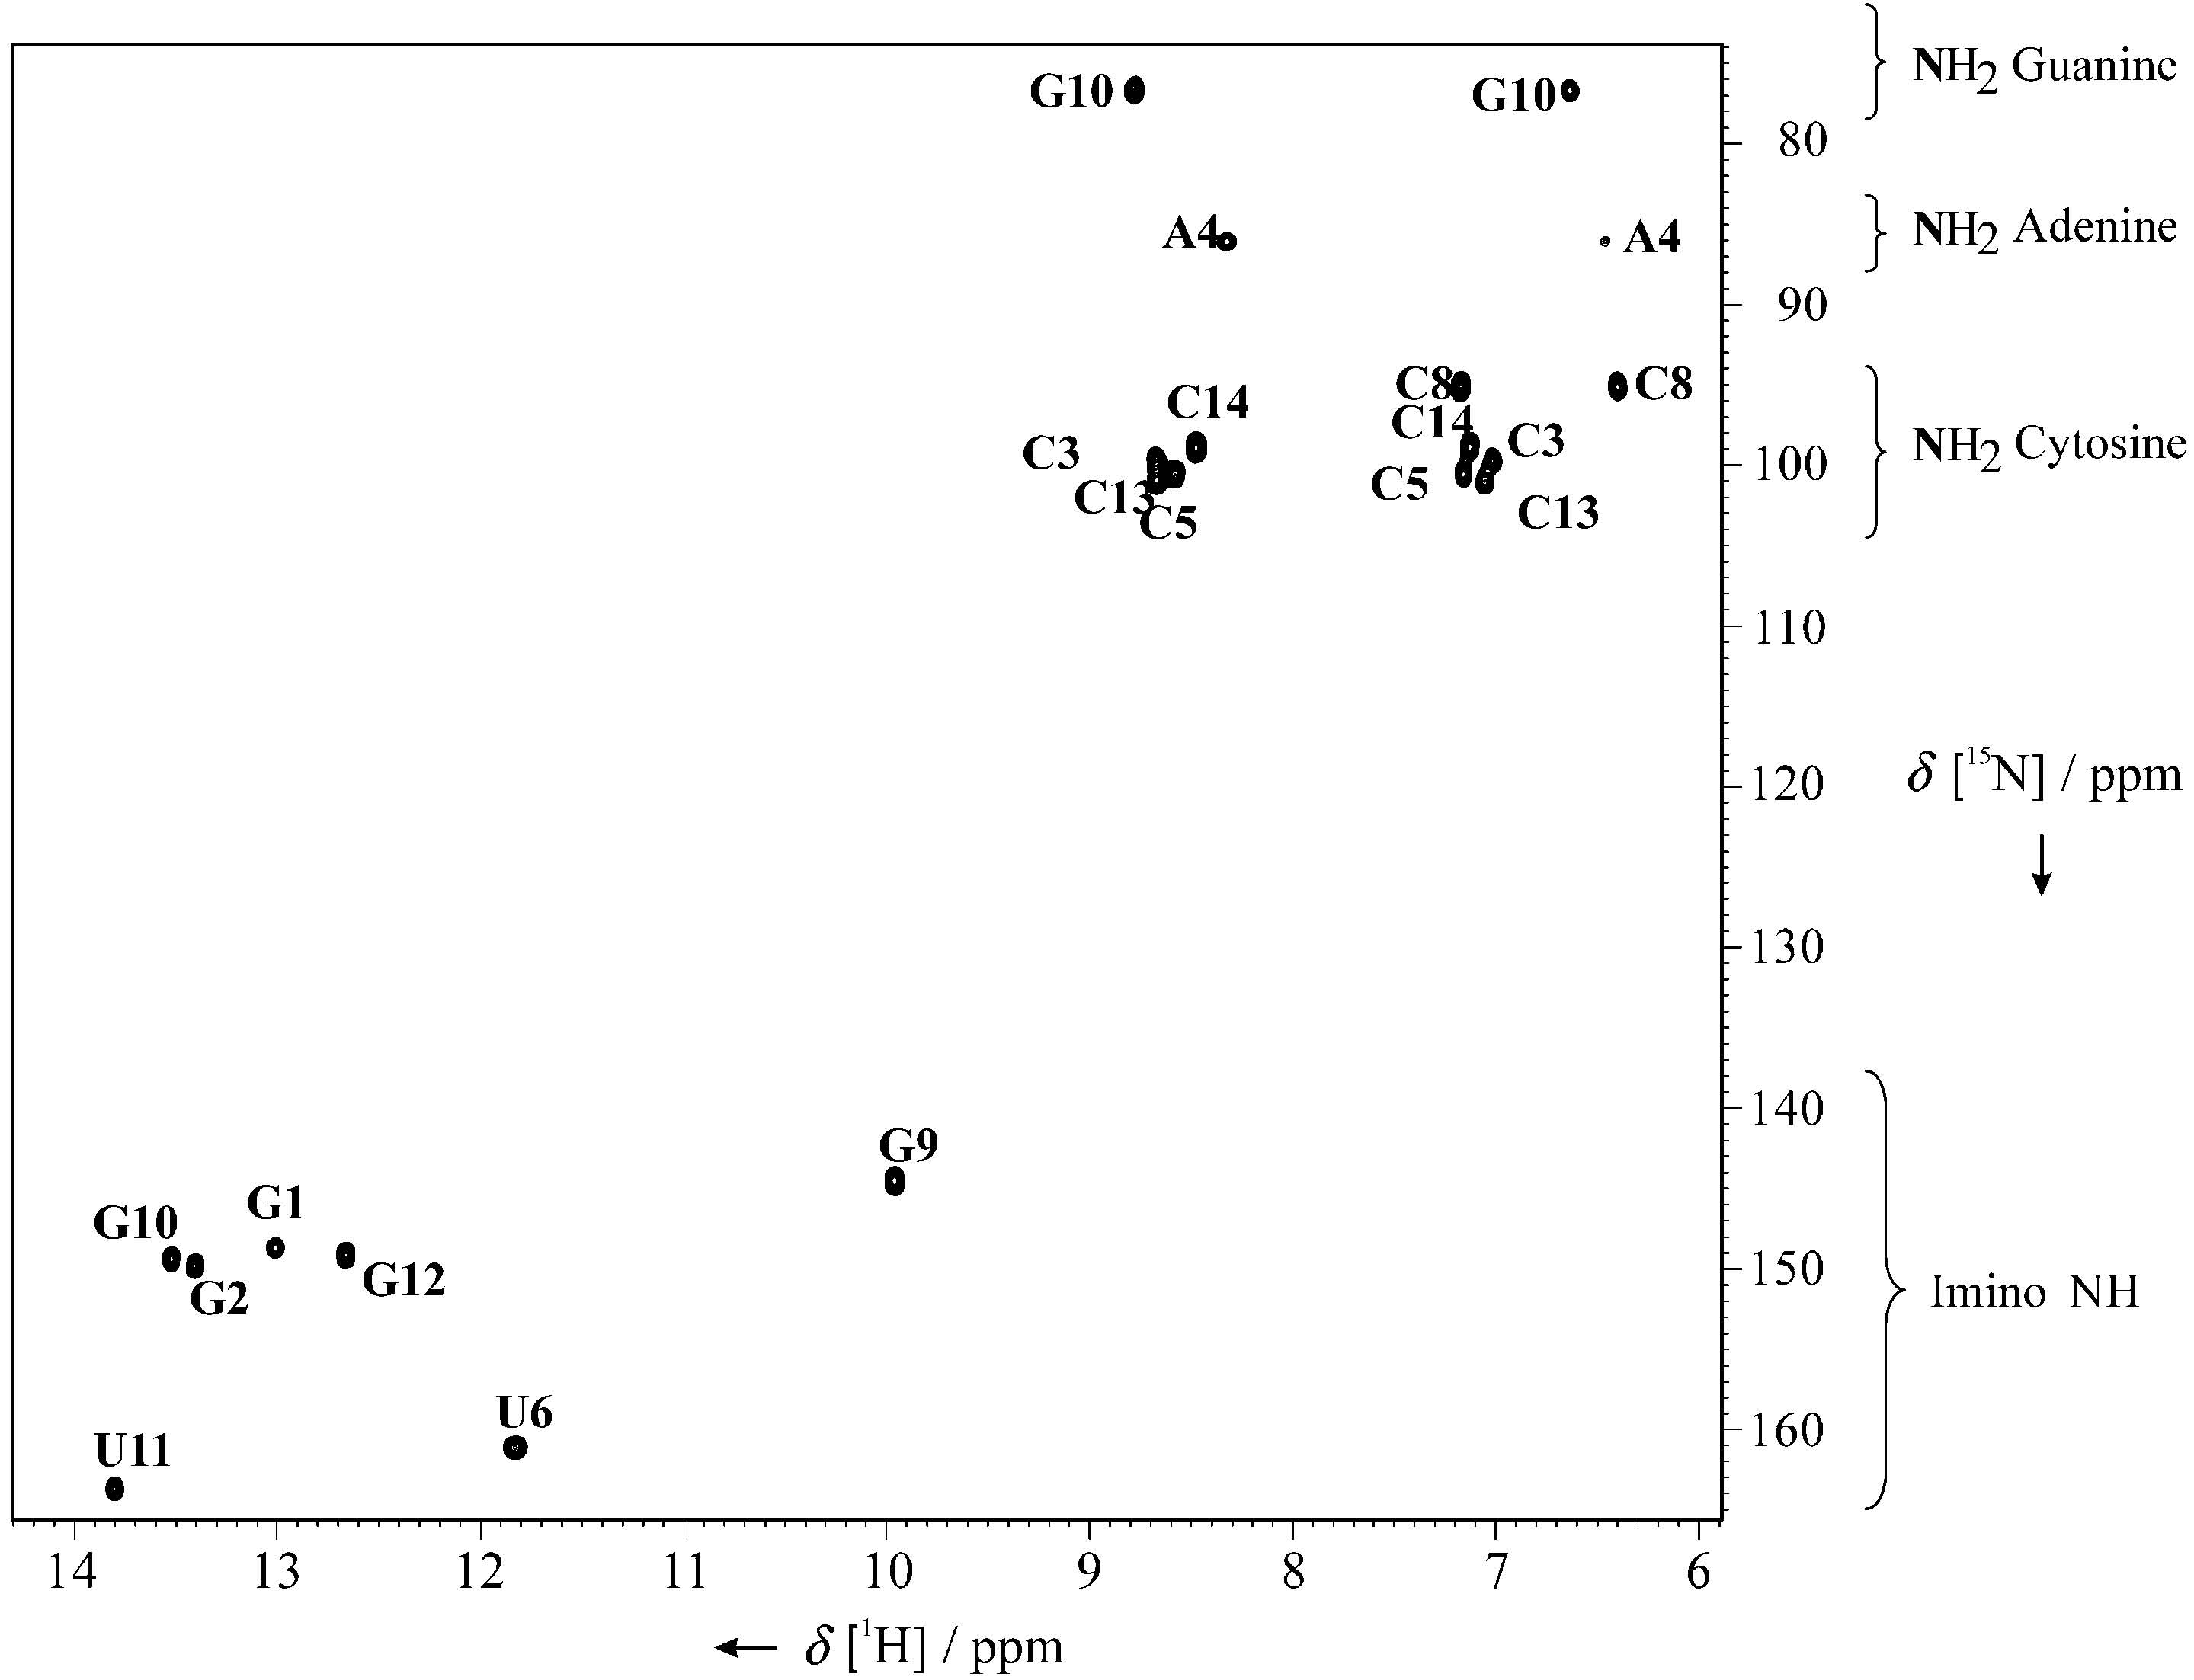 G10 G10 NH2 Guanine
80
A4 A4 NH2 Adenine
90
C8 C8
C14 C14
C3 C3 NH2 Cytosine
100
C13 C5 C5 C13
110
120
δ [15N] / ppm
130
140
G9
G1
G10
150
G2 G12 Imino NH
U6
160
U11
14 13 12 11 10 9 8 7 6
δ [1H] / ppm